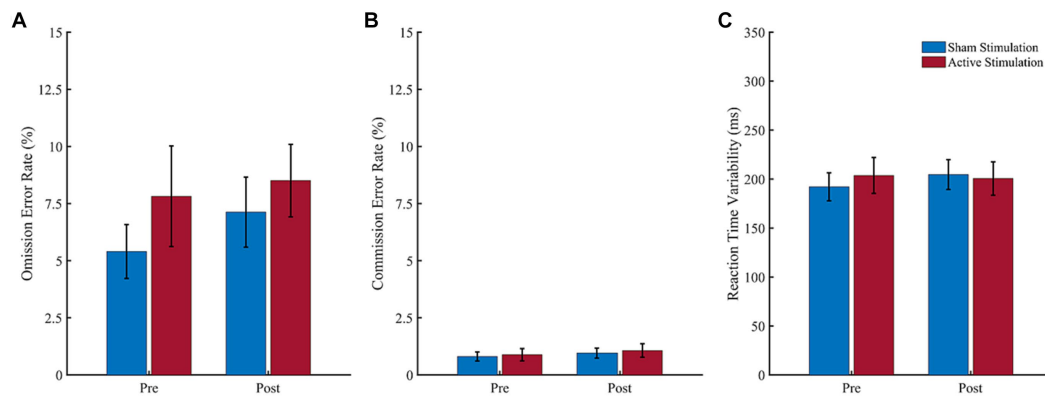 A
Omission Error Rate (%)
15
12.5
10
7.5
5
2.5
0
Pre Post
B
Commission Error Rate (%)
15
12.5
10
7.5
5
2.5
0
Pre Post
C
Reaction Time Variability (ms)
350
300
250
200
150
100
50
0
Pre Post
Sham Stimulation
Active Stimulation